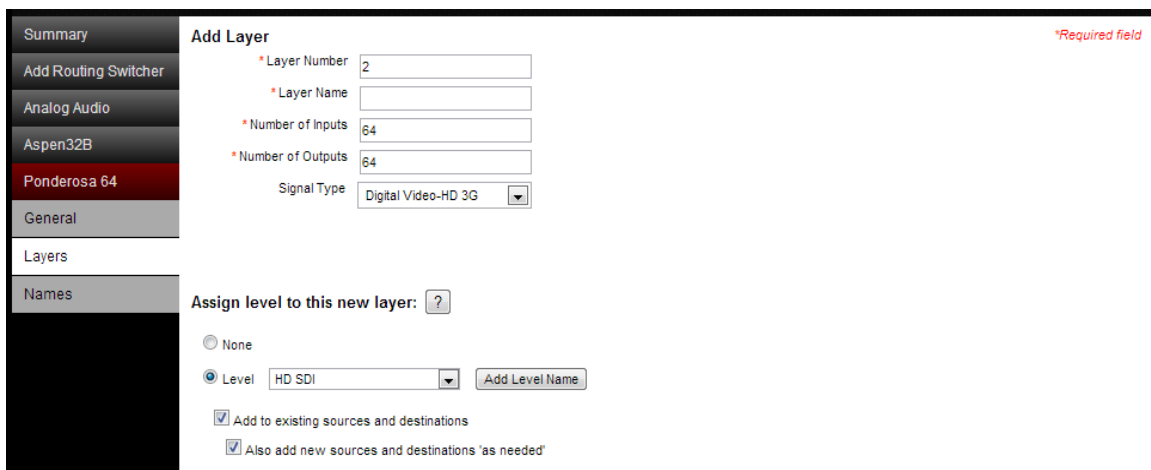 Summary
Add Routing Switcher
Analog Audio
Aspen32B
Ponderosa 64
General
Layers
Names
Add Layer
*Required field
*Layer Number 2
*Layer Name
*Number of Inputs 64
*Number of Outputs 64
Signal Type Digital Video-HD 3G
Assign level to this new layer: ?
None
Level HD SDI Add Level Name
Add to existing sources and destinations
Also add new sources and destinations 'as needed'